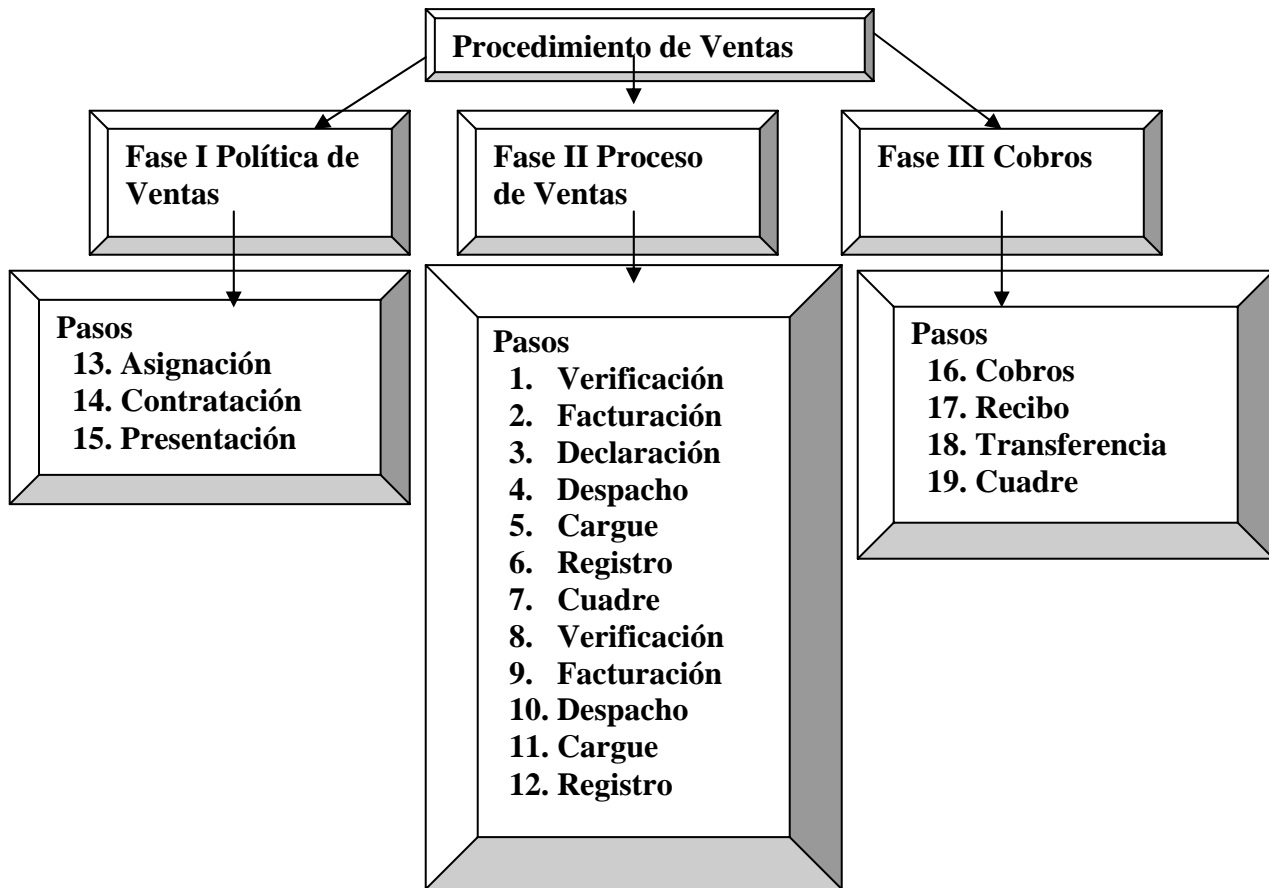 Procedimiento de Ventas
Fase I Política de
Ventas
Fase II Proceso
de Ventas
Fase III Cobros
Pasos
13. Asignación
14. Contratación
15. Presentación
Pasos
1. Verificación
2. Facturación
3. Declaración
4. Despacho
5. Cargue
6. Registro
7. Cuadre
8. Verificación
9. Facturación
10. Despacho
11. Cargue
12. Registro
Pasos
16. Cobros
17. Recibo
18. Transferencia
19. Cuadre